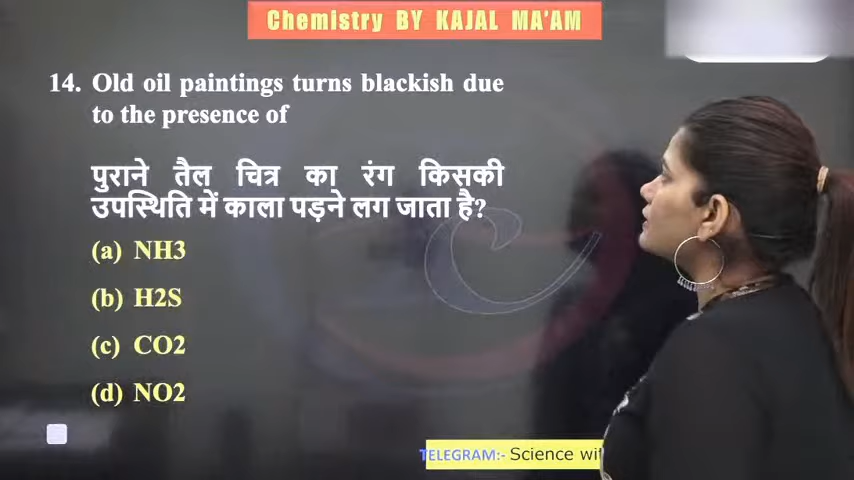 Chemistry BY KAJAL MA'AM
14. Old oil paintings turns blackish due
to the presence of
पुराने तैल चित्र का रंग किसकी
उपस्थिति में काला पड़ने लग जाता है?
(a) NH3
(b) H2S
(c) CO2
(d) NO2
TELEGRAM:- Science